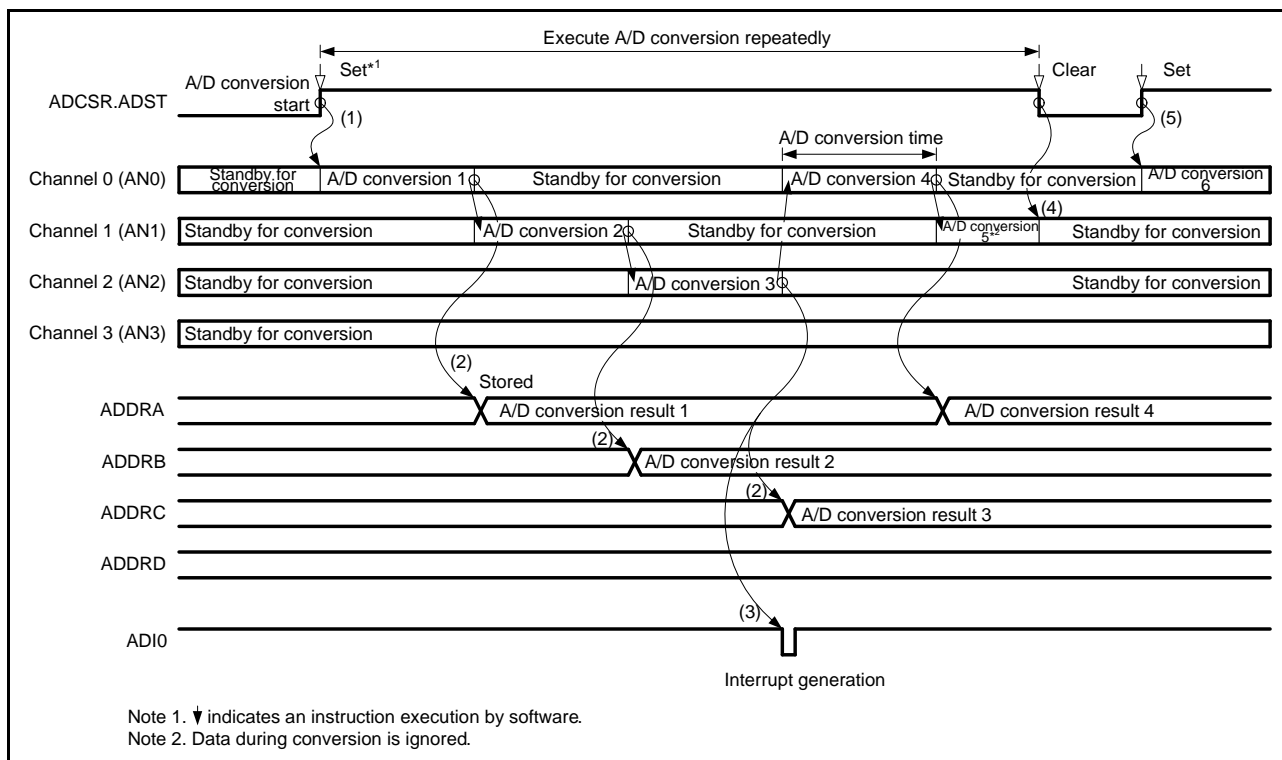 Execute A/D conversion repeatedly
Set*1
Clear
Set
A/D conversion
start
ADCSR.ADST
(1)
(5)
A/D conversion time
Channel 0 (AN0)
Standby for
conversion
A/D conversion 1
Standby for conversion
A/D conversion 4
Standby for conversion
A/D conversion
6
(4)
Channel 1 (AN1)
Standby for conversion
A/D conversion 2
Standby for conversion
A/D conversion
5*2
Standby for conversion
Channel 2 (AN2)
Standby for conversion
A/D conversion 3
Standby for conversion
Channel 3 (AN3)
Standby for conversion
(2)
Stored
ADDRA
A/D conversion result 1
A/D conversion result 4
(2)
ADDRB
A/D conversion result 2
(2)
ADDRC
A/D conversion result 3
ADDRD
(3)
ADI0
Interrupt generation
Note 1. indicates an instruction execution by software.
Note 2. Data during conversion is ignored.